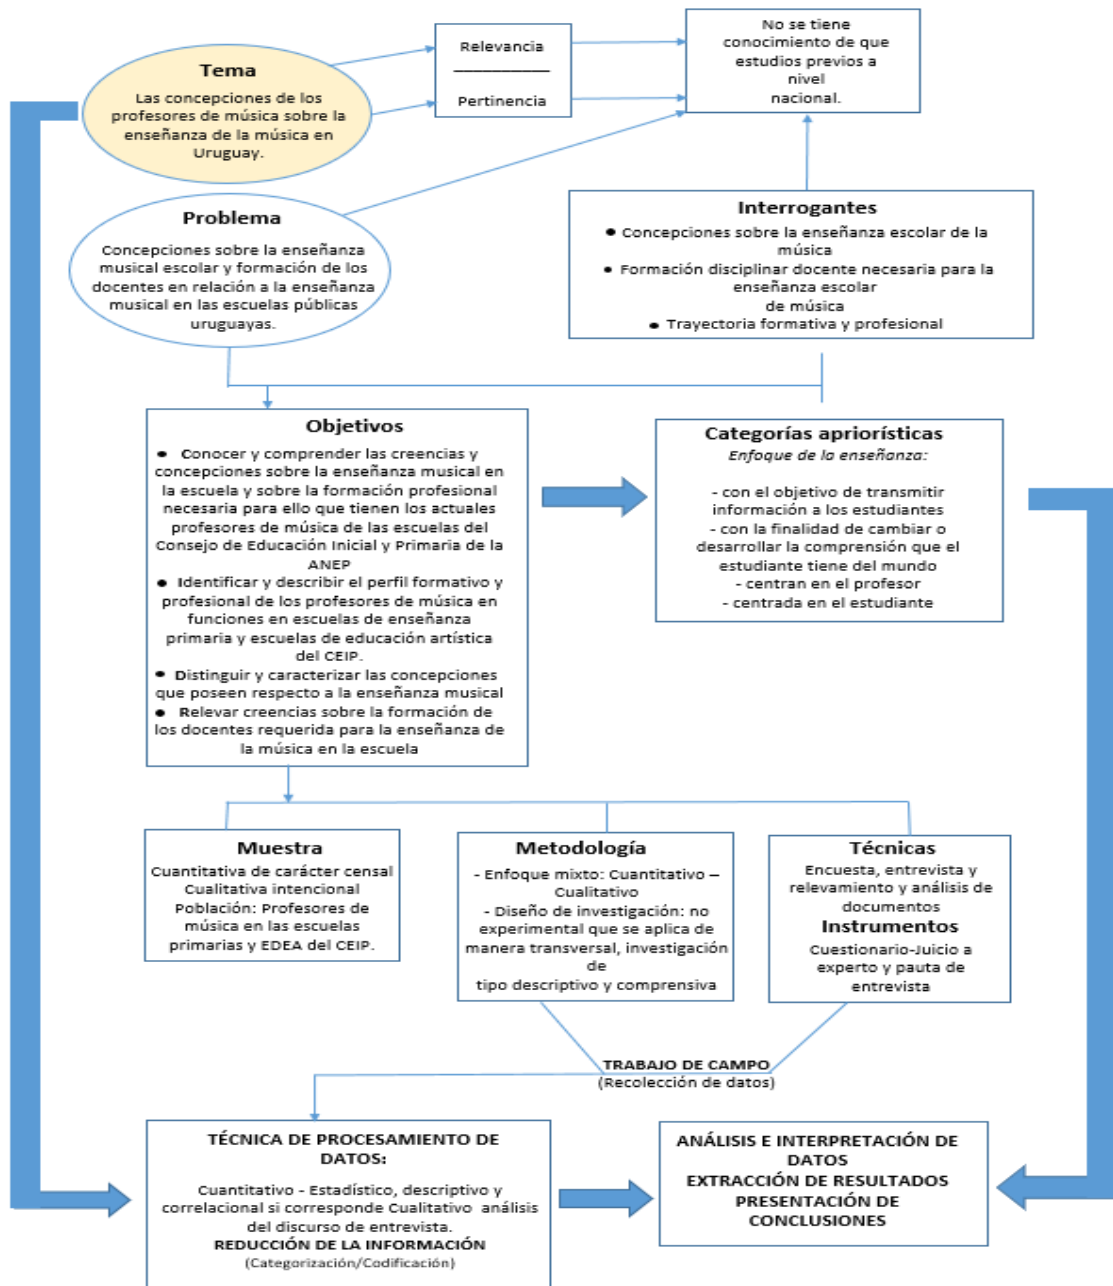 Tema
Las concepciones de los
profesores de música sobre la
enseñanza de la música en
Uruguay.
Relevancia
Pertinencia
No se tiene
conocimiento de que
estudios previos a
nivel
nacional.
Problema
Concepciones sobre la enseñanza
musical escolar y formación de los
docentes en relación a la enseñanza
musical en las escuelas públicas
uruguayas.
Interrogantes
● Concepciones sobre la enseñanza escolar de la
música
● Formación disciplinar docente necesaria para la
enseñanza escolar
de música
● Trayectoria formativa y profesional
Objetivos
● Conocer y comprender las creencias y
concepciones sobre la enseñanza musical en
la escuela y sobre la formación profesional
necesaria para ello que tienen los actuales
profesores de música de las escuelas del
Consejo de Educación Inicial y Primaria de la
ANEP
● Identificar y describir el perfil formativo y
profesional de los profesores de música en
funciones en escuelas de enseñanza
primaria y escuelas de educación artística
del CEIP.
● Distinguir y caracterizar las concepciones
que poseen respecto a la enseñanza musical
● Relevar creencias sobre la formación de
los docentes requerida para la enseñanza de
la música en la escuela
Categorías apriorísticas
Enfoque de la enseñanza:
- con el objetivo de transmitir
información a los estudiantes
- con la finalidad de cambiar o
desarrollar la comprensión que el
estudiante tiene del mundo
- centran en el profesor
- centrada en el estudiante
Muestra
Cuantitativa de carácter censal
Cualitativa intencional
Población: Profesores de
música en las escuelas
primarias y EDEA del CEIP.
Metodología
- Enfoque mixto: Cuantitativo –
Cualitativo
- Diseño de investigación: no
experimental que se aplica de
manera transversal, investigación
de
tipo descriptivo y comprensiva
Técnicas
Encuesta, entrevista y
relevamiento y análisis de
documentos
Instrumentos
Cuestionario-Juicio a
experto y pauta de
entrevista
TRABAJO DE CAMPO
(Recolección de datos)
TÉCNICA DE PROCESAMIENTO DE
DATOS:
Cuantitativo - Estadístico, descriptivo y
correlacional si corresponde Cualitativo análisis
del discurso de entrevista.
REDUCCIÓN DE LA INFORMACIÓN
(Categorización/Codificación)
ANÁLISIS E INTERPRETACIÓN DE
DATOS
EXTRACCIÓN DE RESULTADOS
PRESENTACIÓN DE
CONCLUSIONES